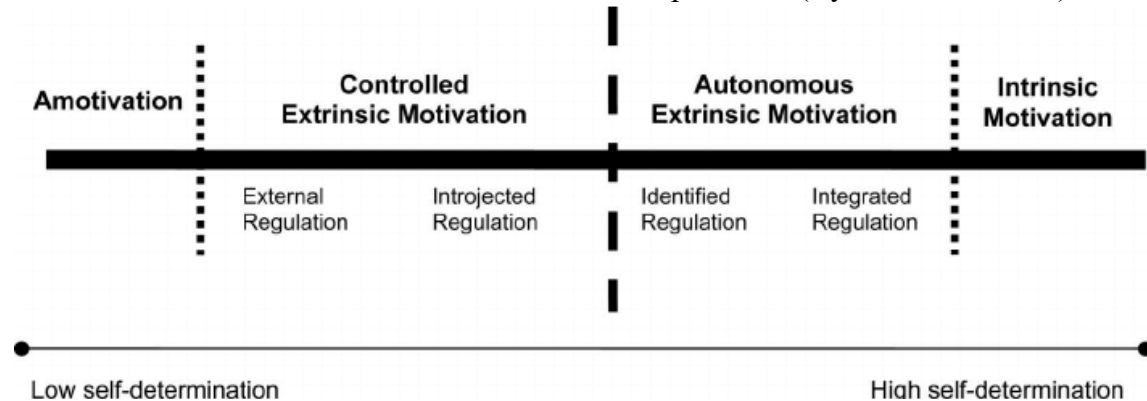 Amotivation
Controlled
Extrinsic Motivation
Autonomous
Extrinsic Motivation
Intrinsic
Motivation
External
Regulation
Introjected
Regulation
Identified
Regulation
Integrated
Regulation
Low self-determination
High self-determination